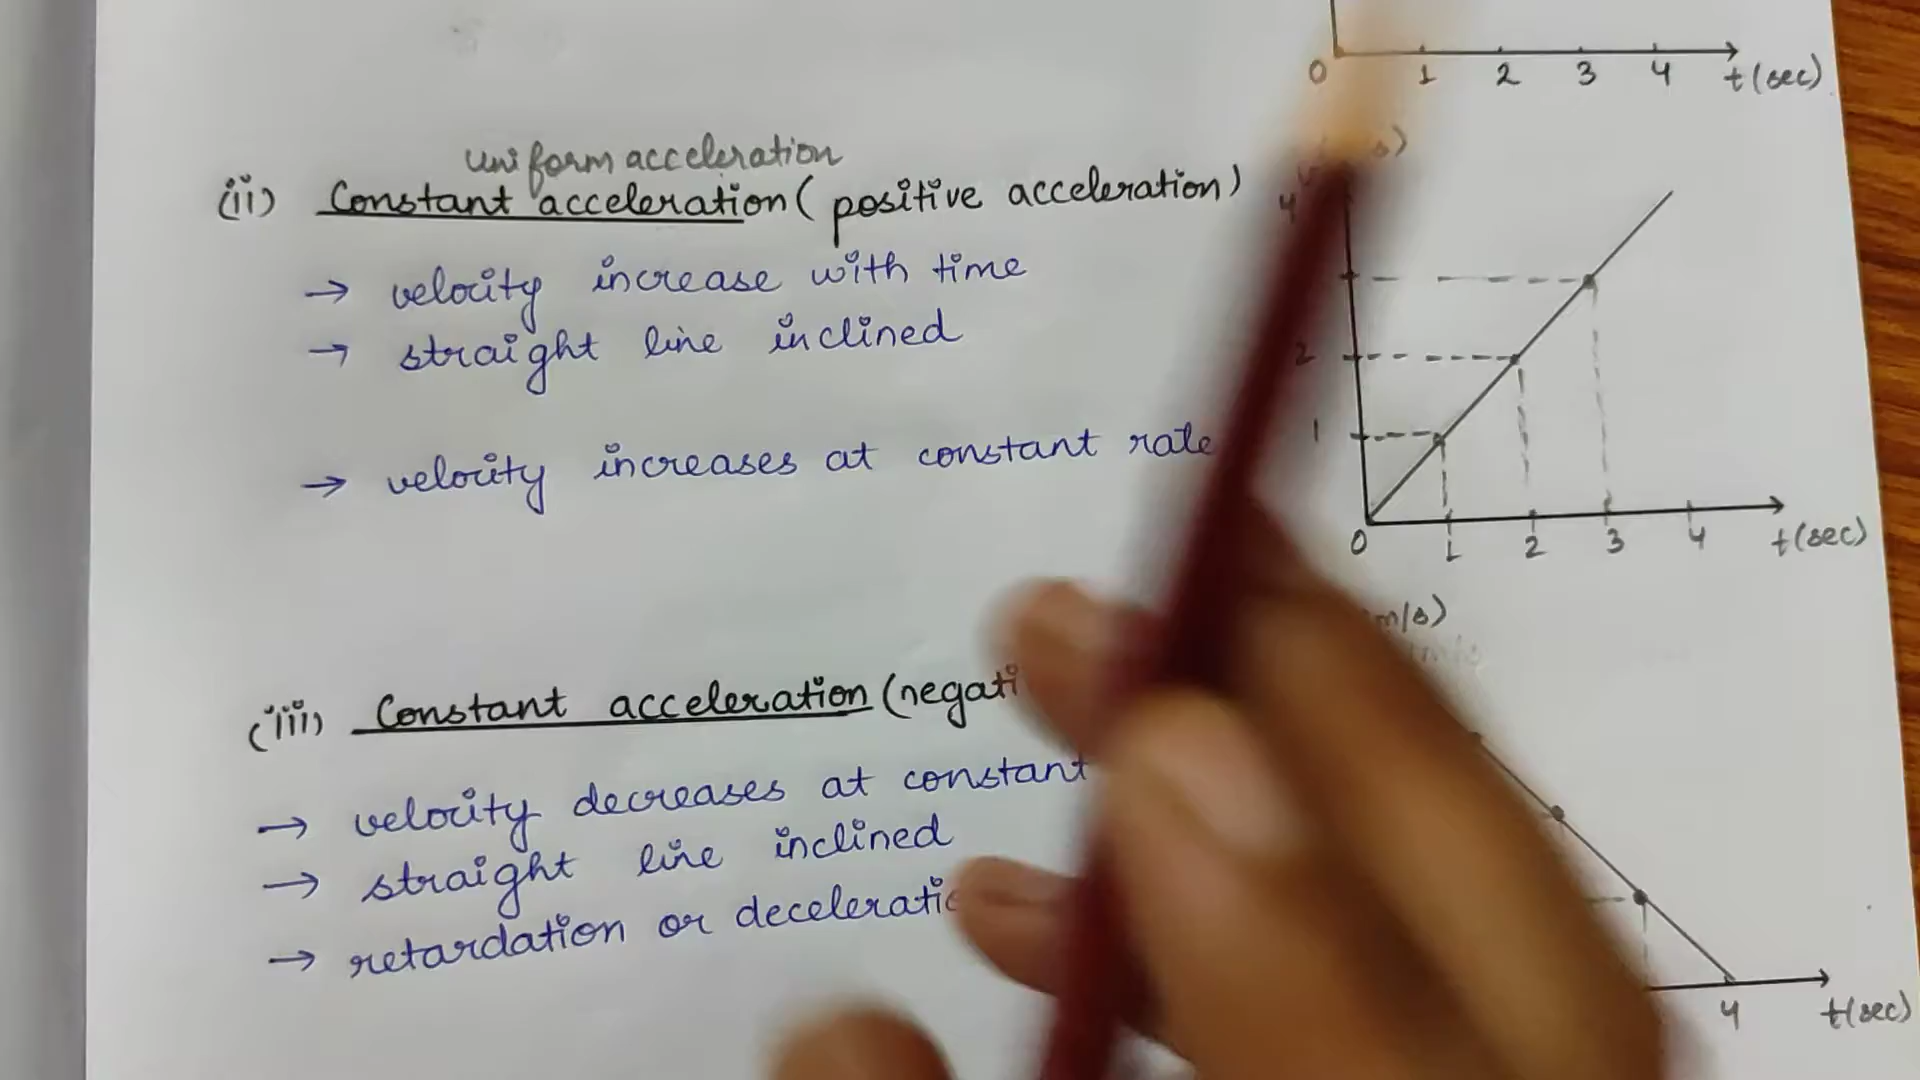 0 1 2 3 4 t(sec)
uniform acceleration
(ii) Constant acceleration (positive acceleration)
→ velocity increase with time
→ straight line inclined
→ velocity increases at constant rate
4
2
1
0 1 2 3 4 t(sec)
m/s)
(iii) Constant acceleration (negati
→ velocity decreases at constant
→ straight line inclined
→ retardation or decelerati
4 t(sec)